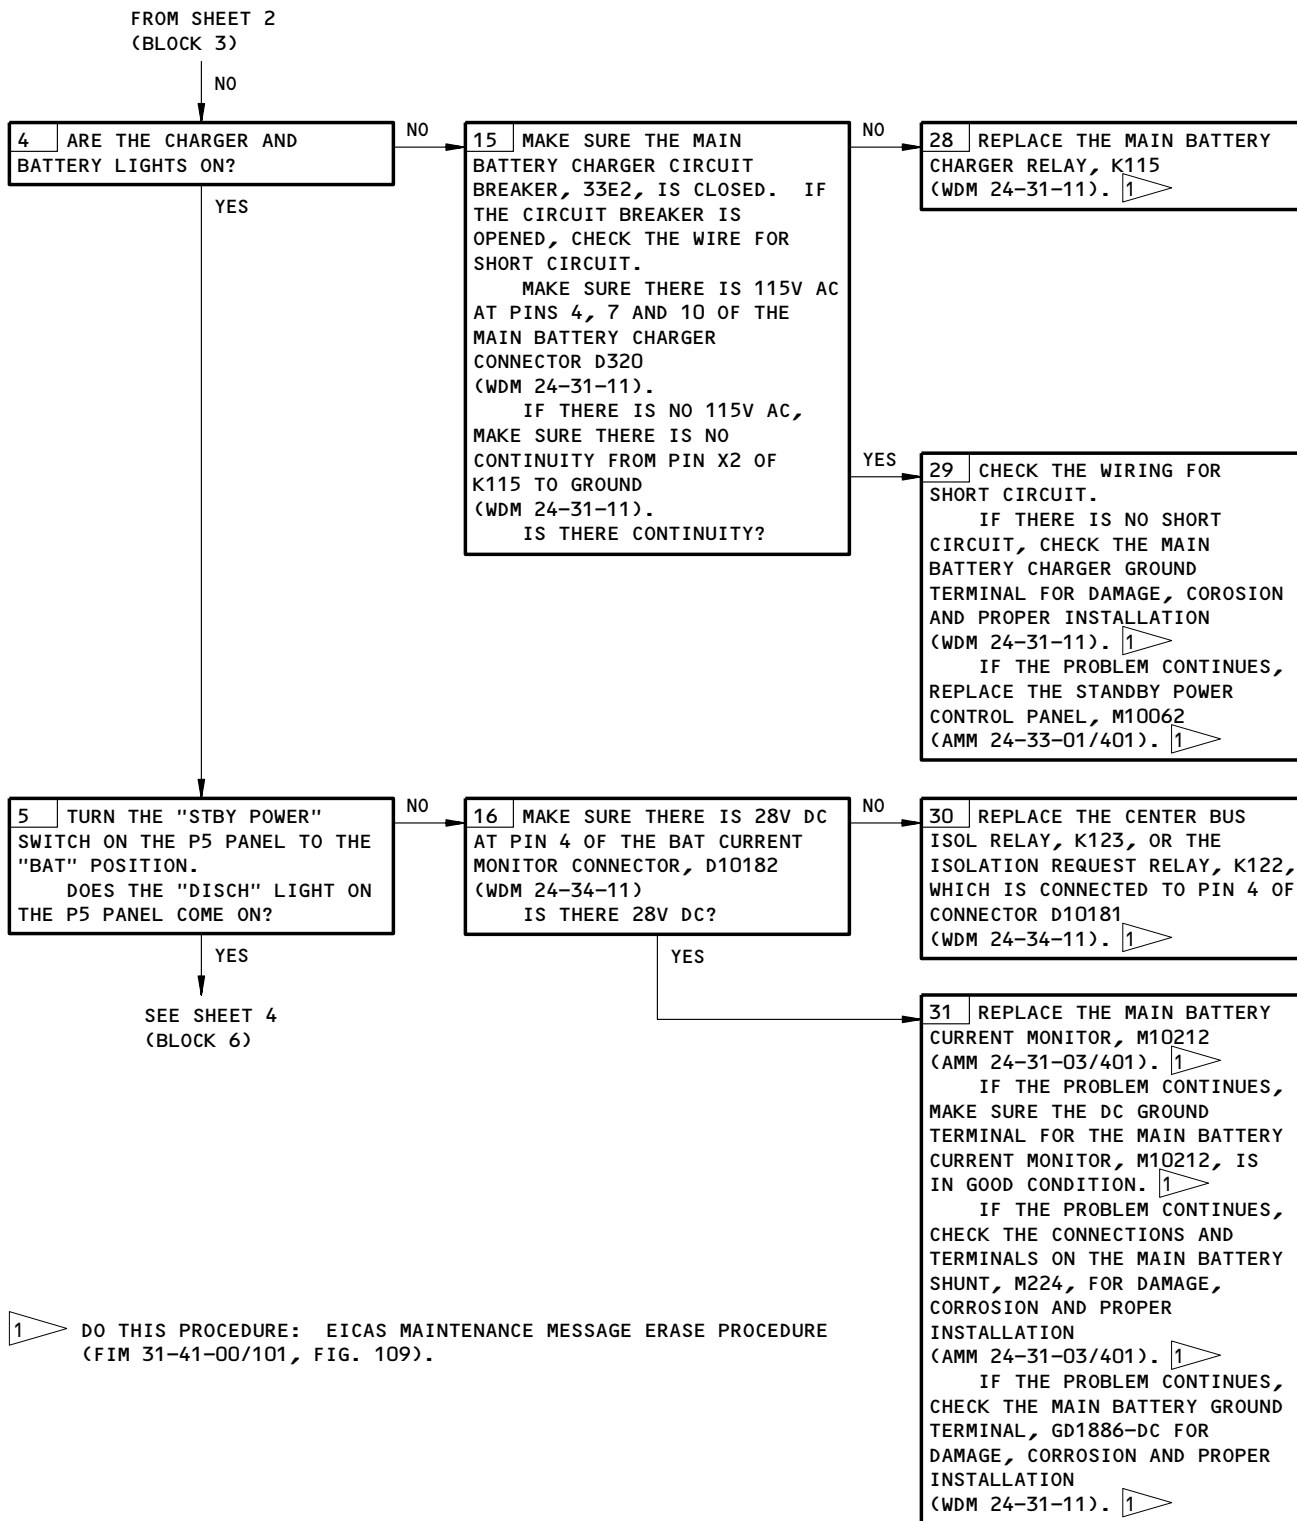 FROM SHEET 2
(BLOCK 3)
NO
4 ARE THE CHARGER AND
BATTERY LIGHTS ON?
NO
YES
15 MAKE SURE THE MAIN
BATTERY CHARGER CIRCUIT
BREAKER, 33E2, IS CLOSED. IF
THE CIRCUIT BREAKER IS
OPENED, CHECK THE WIRE FOR
SHORT CIRCUIT.
MAKE SURE THERE IS 115V AC
AT PINS 4, 7 AND 10 OF THE
MAIN BATTERY CHARGER
CONNECTOR D320
(WDM 24-31-11).
IF THERE IS NO 115V AC,
MAKE SURE THERE IS NO
CONTINUITY FROM PIN X2 OF
K115 TO GROUND
(WDM 24-31-11).
IS THERE CONTINUITY?
NO
28 REPLACE THE MAIN BATTERY
CHARGER RELAY, K115
(WDM 24-31-11). 1
YES
29 CHECK THE WIRING FOR
SHORT CIRCUIT.
IF THERE IS NO SHORT
CIRCUIT, CHECK THE MAIN
BATTERY CHARGER GROUND
TERMINAL FOR DAMAGE, COROSION
AND PROPER INSTALLATION
(WDM 24-31-11). 1
IF THE PROBLEM CONTINUES,
REPLACE THE STANDBY POWER
CONTROL PANEL, M10062
(AMM 24-33-01/401). 1
5 TURN THE "STBY POWER"
SWITCH ON THE P5 PANEL TO THE
"BAT" POSITION.
DOES THE "DISCH" LIGHT ON
THE P5 PANEL COME ON?
NO
YES
SEE SHEET 4
(BLOCK 6)
16 MAKE SURE THERE IS 28V DC
AT PIN 4 OF THE BAT CURRENT
MONITOR CONNECTOR, D10182
(WDM 24-34-11)
IS THERE 28V DC?
NO
YES
30 REPLACE THE CENTER BUS
ISOL RELAY, K123, OR THE
ISOLATION REQUEST RELAY, K122,
WHICH IS CONNECTED TO PIN 4 OF
CONNECTOR D10181
(WDM 24-34-11). 1
31 REPLACE THE MAIN BATTERY
CURRENT MONITOR, M10212
(AMM 24-31-03/401). 1
IF THE PROBLEM CONTINUES,
MAKE SURE THE DC GROUND
TERMINAL FOR THE MAIN BATTERY
CURRENT MONITOR, M10212, IS
IN GOOD CONDITION. 1
IF THE PROBLEM CONTINUES,
CHECK THE CONNECTIONS AND
TERMINALS ON THE MAIN BATTERY
SHUNT, M224, FOR DAMAGE,
CORROSION AND PROPER
INSTALLATION
(AMM 24-31-03/401). 1
IF THE PROBLEM CONTINUES,
CHECK THE MAIN BATTERY GROUND
TERMINAL, GD1886-DC FOR
DAMAGE, CORROSION AND PROPER
INSTALLATION
(WDM 24-31-11). 1
1 DO THIS PROCEDURE: EICAS MAINTENANCE MESSAGE ERASE PROCEDURE
(FIM 31-41-00/101, FIG. 109).